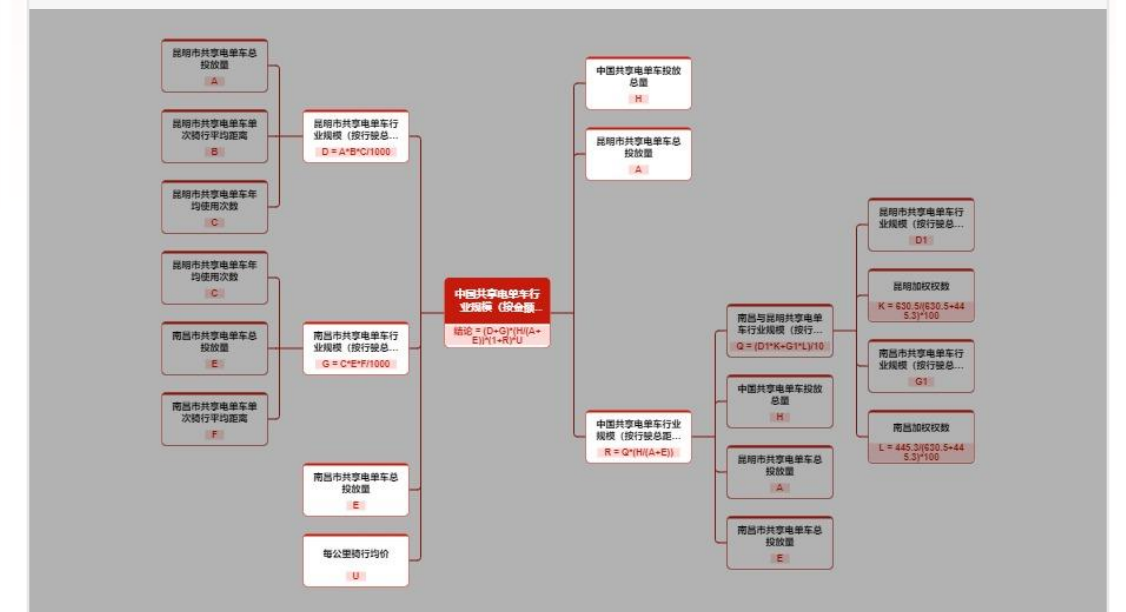 昆明市共享电单车总
投放量
A
昆明市共享电单车单
次骑行平均距离
B
昆明市共享电单车年
均使用次数
C
昆明市共享电单车行
业规模（按行驶总...
D = A*B*C/1000
昆明市共享电单车年
均使用次数
C
南昌市共享电单车总
投放量
E
南昌市共享电单车单
次骑行平均距离
F
南昌市共享电单车行
业规模（按行驶总...
G = C*E*F/1000
南昌市共享电单车总
投放量
E
每公里骑行均价
U
中国共享电单车行
业规模（按金额...
结论 = (D+G)*(H/(A+
E))*(1+R)*U
中国共享电单车投放
总量
H
昆明市共享电单车总
投放量
A
中国共享电单车行业
规模（按行驶总距...
R = Q*(H/(A+E))
南昌与昆明共享电单
车行业规模（按行...
Q = (D1*K+G1*L)/10
中国共享电单车投放
总量
H
昆明市共享电单车总
投放量
A
南昌市共享电单车总
投放量
E
昆明市共享电单车行
业规模（按行驶总...
D1
昆明加权权数
K = 630.5/(630.5+44
5.3)*100
南昌市共享电单车行
业规模（按行驶总...
G1
南昌加权权数
L = 445.3/(630.5+44
5.3)*100